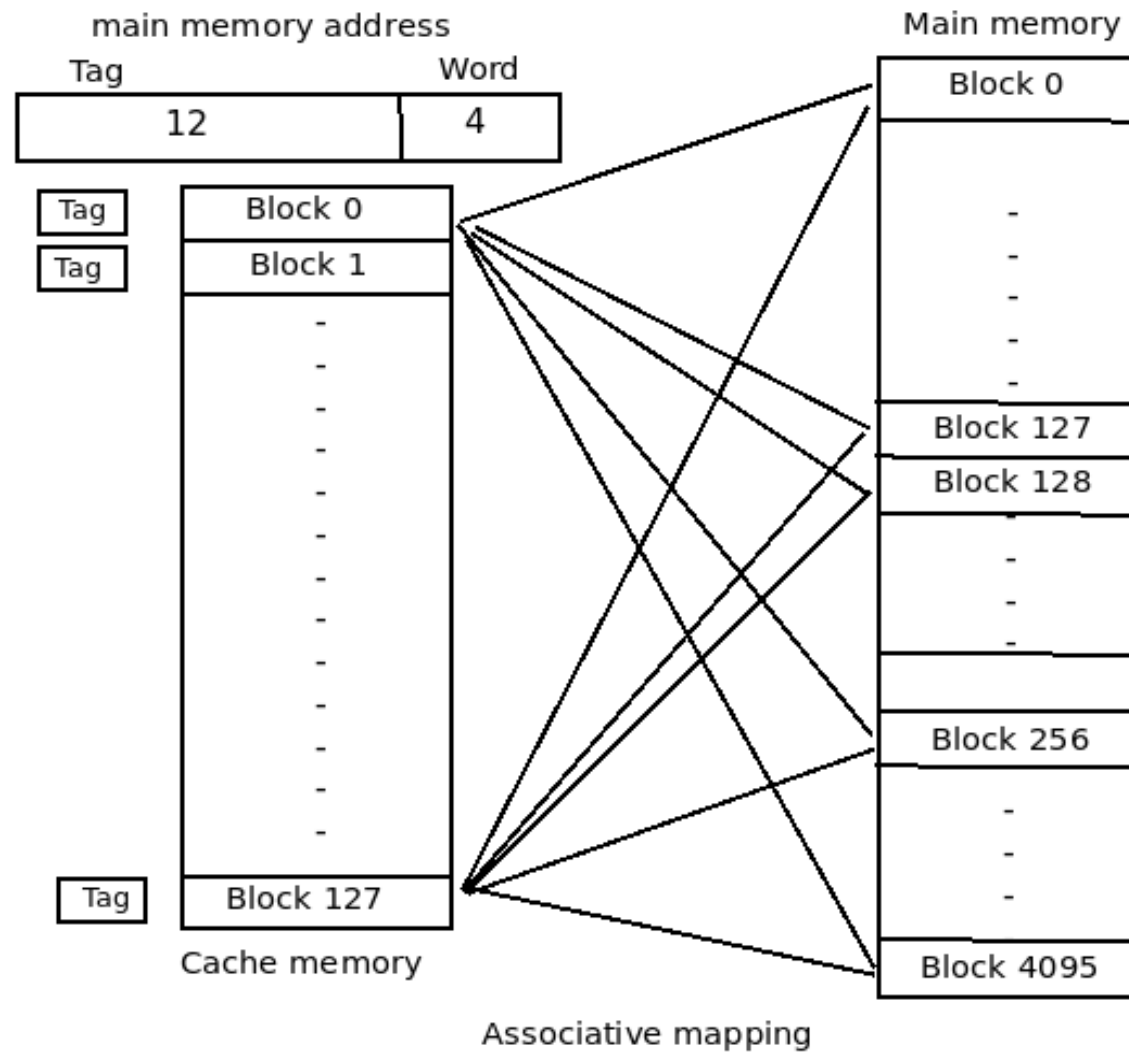 main memory address
Tag Word
12 4
Tag Block 0
Tag Block 1
-
-
-
-
-
-
-
-
-
-
-
-
-
Tag Block 127
Cache memory
Main memory
Block 0
-
-
-
-
-
Block 127
Block 128
-
-
-
-
Block 256
-
-
-
Block 4095
Associative mapping